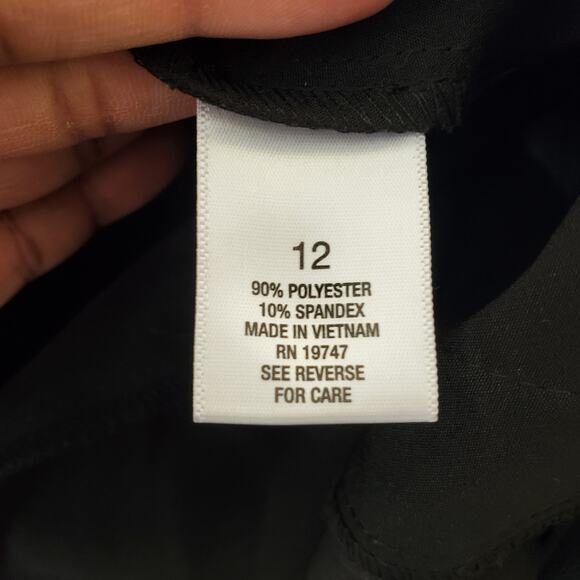 12
90% POLYESTER
10% SPANDEX
MADE IN VIETNAM
RN 19747
SEE REVERSE
FOR CARE